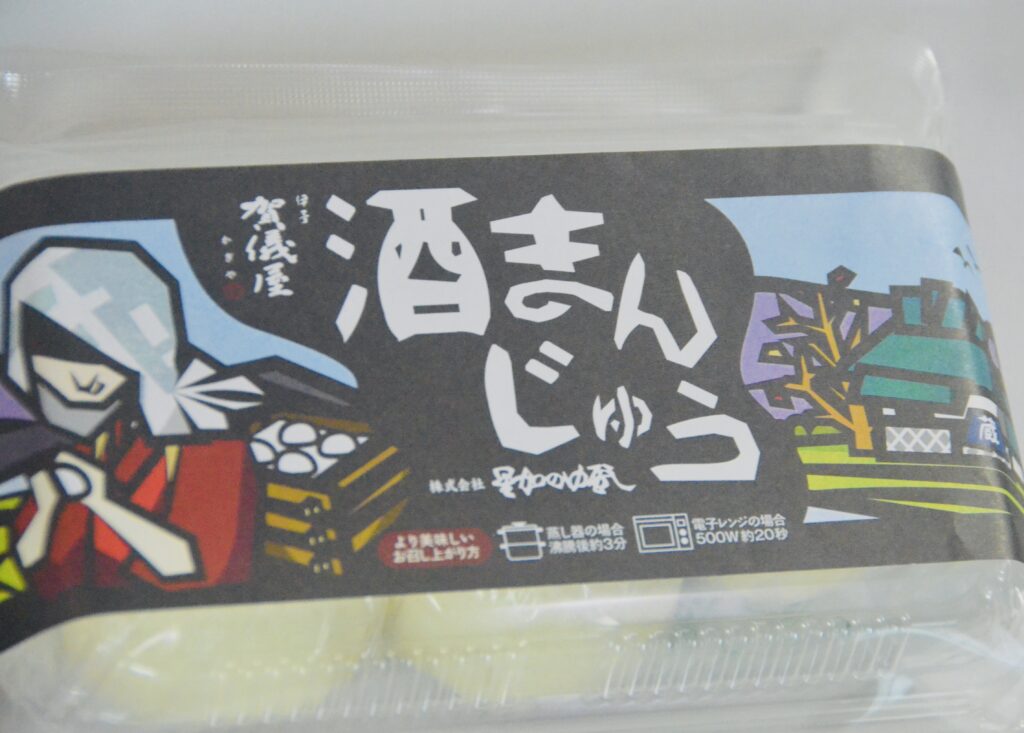 伊予
賀儀屋
かぎや
酒まん
じゅう
株式会社
より美味しい
お召し上がり方
蒸し器の場合
沸騰後約3分
電子レンジの場合
500W 約20秒
蔵